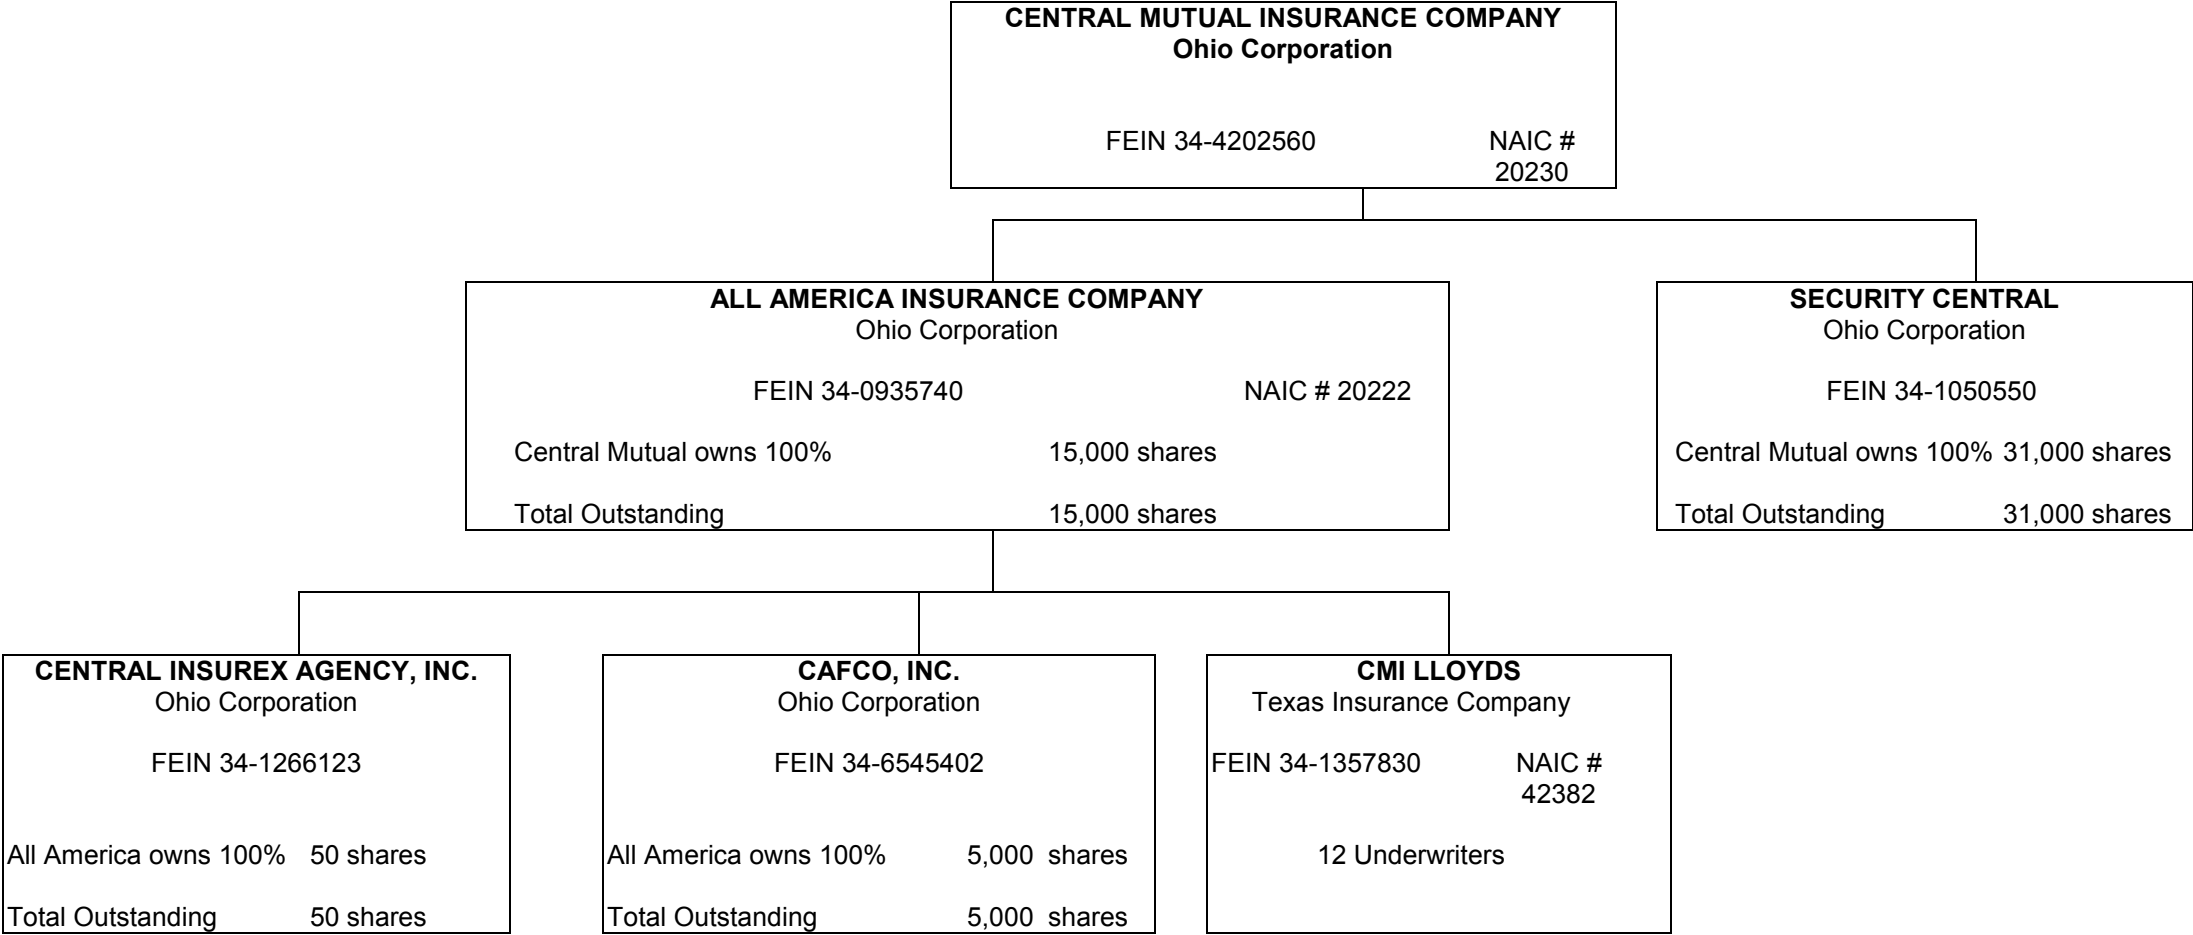 CENTRAL MUTUAL INSURANCE COMPANY
Ohio Corporation
FEIN 34-4202560 NAIC #
20230
ALL AMERICA INSURANCE COMPANY
Ohio Corporation
FEIN 34-0935740 NAIC # 20222
Central Mutual owns 100% 15,000 shares
Total Outstanding 15,000 shares
SECURITY CENTRAL
Ohio Corporation
FEIN 34-1050550
Central Mutual owns 100% 31,000 shares
Total Outstanding 31,000 shares
CENTRAL INSUREX AGENCY, INC.
Ohio Corporation
FEIN 34-1266123
All America owns 100% 50 shares
Total Outstanding 50 shares
CAFCO, INC.
Ohio Corporation
FEIN 34-6545402
All America owns 100% 5,000 shares
Total Outstanding 5,000 shares
CMI LLOYDS
Texas Insurance Company
FEIN 34-1357830 NAIC #
42382
12 Underwriters